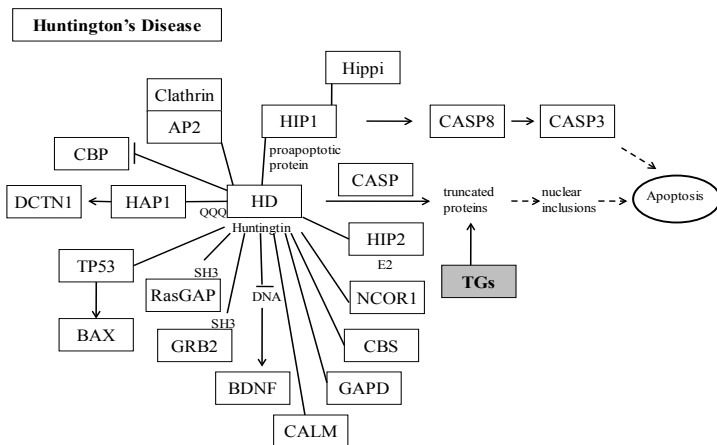 Huntington's Disease
Hippi
Clathrin
AP2
HIP1
CASP8
CASP3
proapoptotic
protein
CBP
CASP
DCTN1
HAP1
HD
QQQ
Huntingtin
truncated
proteins
nuclear
inclusions
Apoptosis
HIP2
E2
TP53
SH3
RasGAP
DNA
NCOR1
TGs
BAX
SH3
GRB2
CBS
BDNF
GAPD
CALM